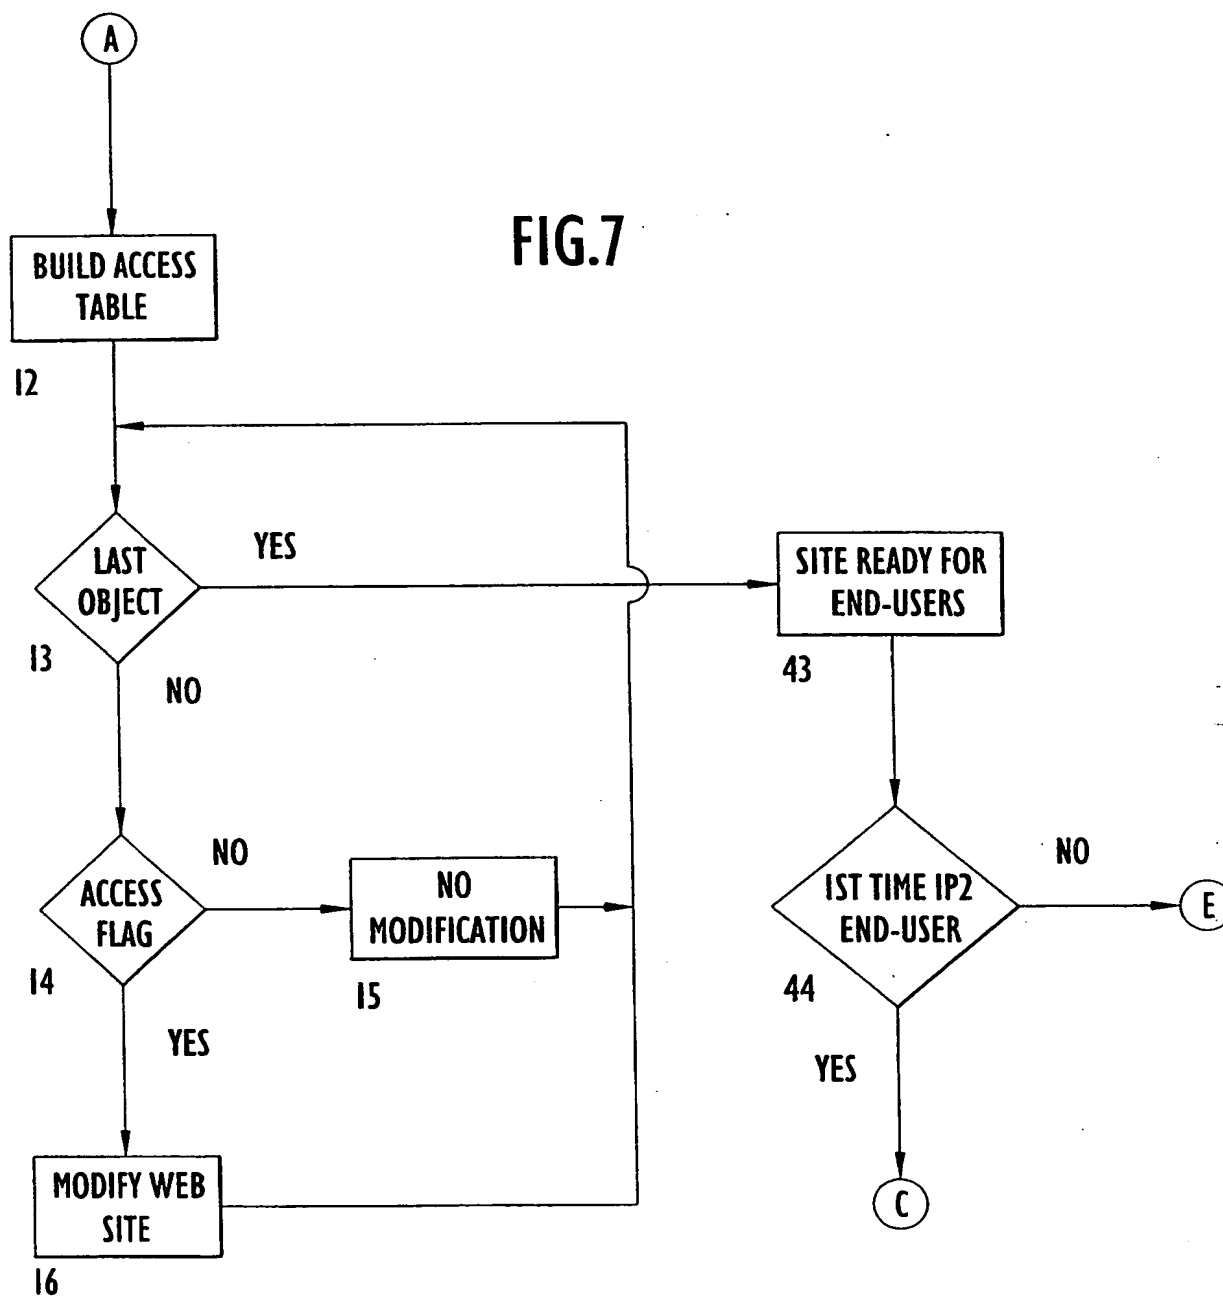 A
FIG.7
BUILD ACCESS
TABLE
12
LAST
OBJECT
YES
13
NO
SITE READY FOR
END-USERS
43
ACCESS
FLAG
NO
14
YES
NO
MODIFICATION
15
1ST TIME IP2
END-USER
NO
44
YES
E
C
MODIFY WEB
SITE
16